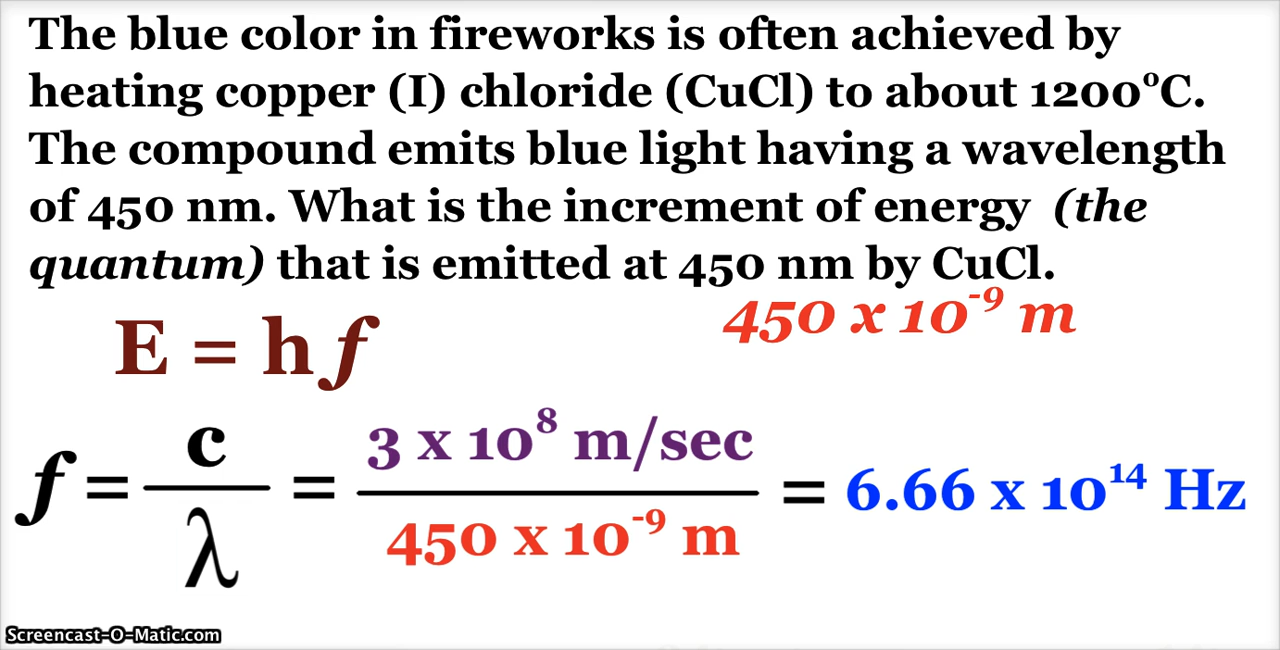 The blue color in fireworks is often achieved by
heating copper (I) chloride (CuCl) to about 1200°C.
The compound emits blue light having a wavelength
of 450 nm. What is the increment of energy (the
quantum) that is emitted at 450 nm by CuCl.
450 x 10⁻⁹ m
E = hf
f = c/λ = 3 x 10⁸ m/sec / 450 x 10⁻⁹ m = 6.66 x 10¹⁴ Hz
Screencast-O-Matic.com